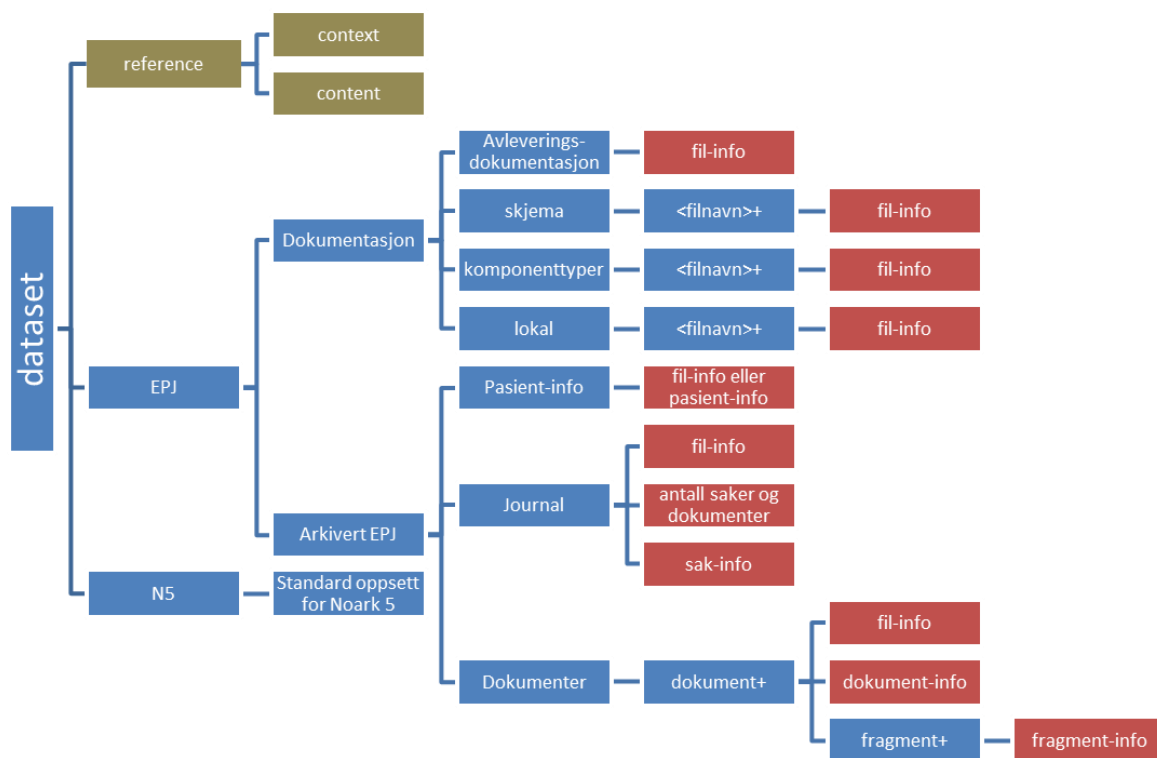 dataset
reference
context
content
EPJ
Dokumentasjon
Avleverings-
dokumentasjon
fil-info
skjema
<filnavn>+
fil-info
komponenttyper
<filnavn>+
fil-info
lokal
<filnavn>+
fil-info
Arkivert EPJ
Pasient-info
fil-info eller
pasient-info
Journal
fil-info
antall saker og
dokumenter
sak-info
Dokumenter
dokument+
fil-info
dokument-info
fragment+
fragment-info
N5
Standard oppsett
for Noark 5